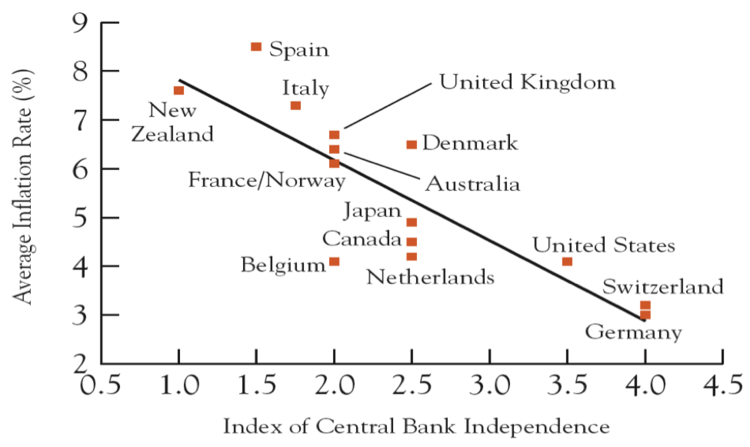 9
Spain
8
Italy
United Kingdom
New
Zealand
7
Denmark
6
France/Norway
Australia
Japan
5
Canada
United States
Belgium
Netherlands
4
Switzerland
3
Germany
2
Average Inflation Rate (%)
0.5 1.0 1.5 2.0 2.5 3.0 3.5 4.0 4.5
Index of Central Bank Independence